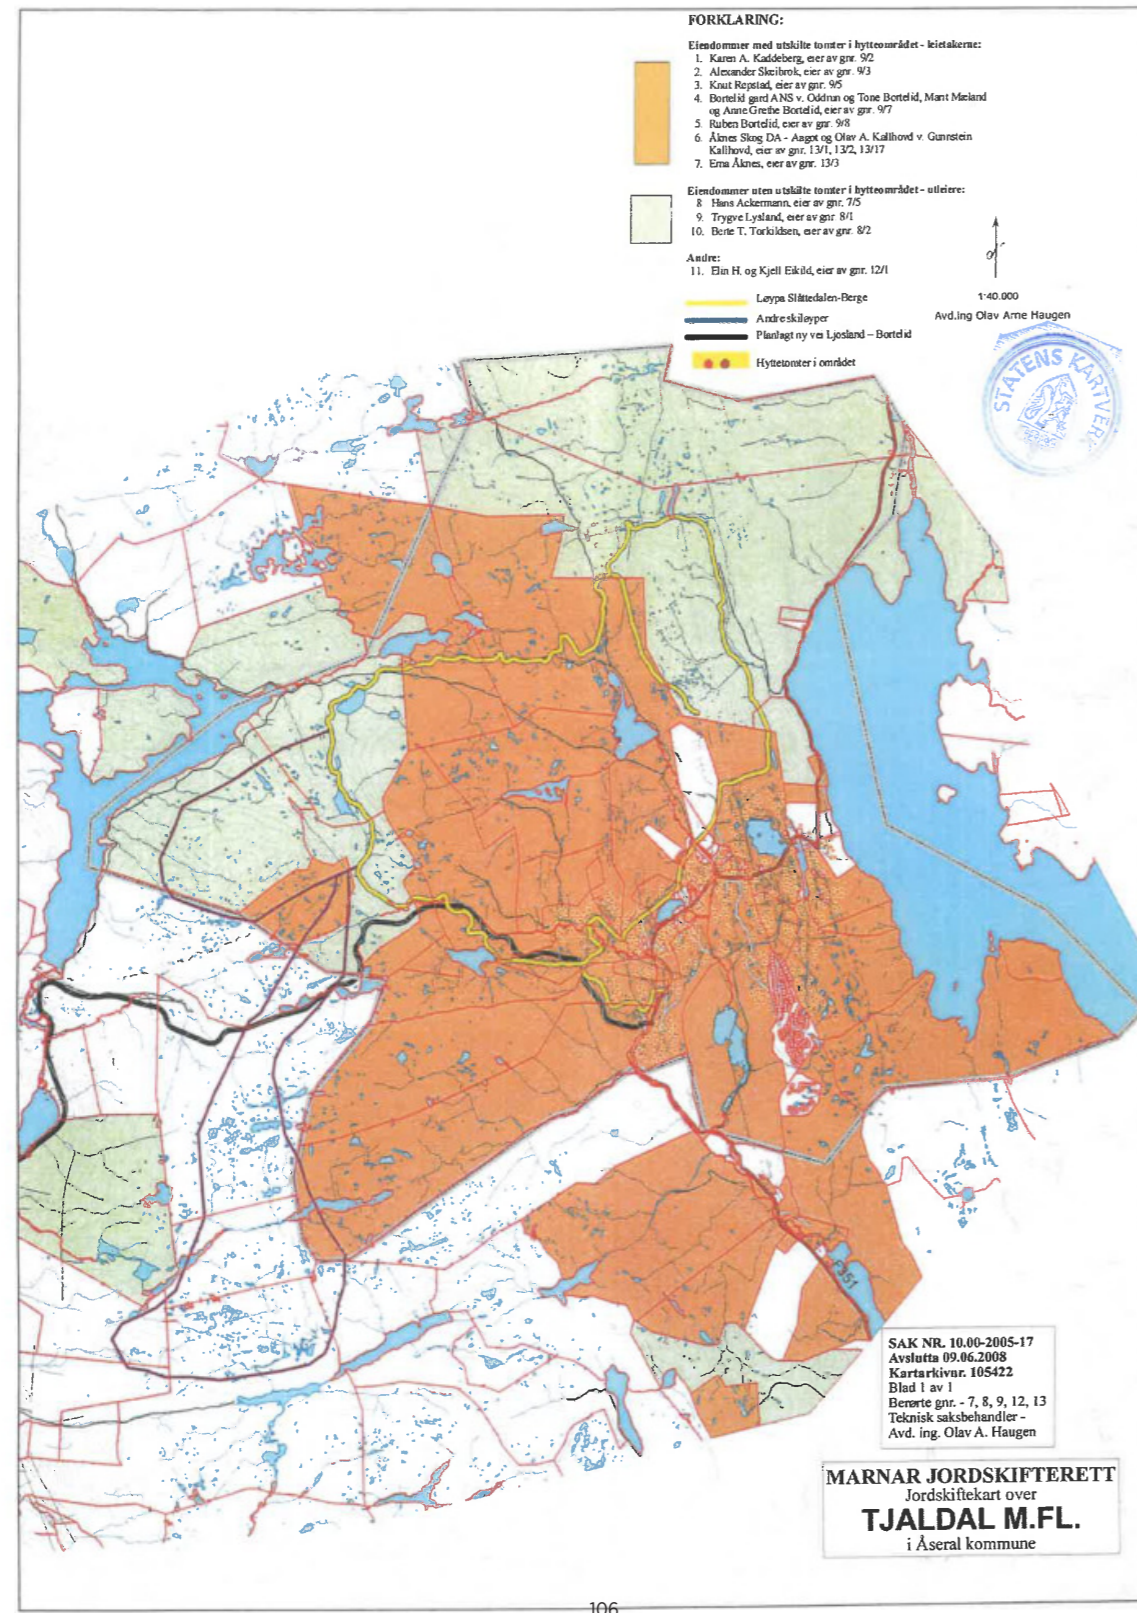 FORKLARING:
Eiendommer med utskilte tomter i hytteområdet - leietakerne:
1. Karen A. Kaddeberg, eier av gnr. 9/2
2. Alexander Skeibrok, eier av gnr. 9/3
3. Knut Repstad, eier av gnr. 9/5
4. Bortelid gard ANS v. Oddrun og Tone Bortelid, Marit Mæland
og Anne Grethe Bortelid, eier av gnr. 9/7
5. Ruben Bortelid, eier av gnr. 9/8
6. Åknes Skog DA - Aagot og Olav A. Kallhovd v. Gunnstein
Kallhovd, eier av gnr. 13/1, 13/2, 13/17
7. Erna Åknes, eier av gnr. 13/3
Eiendommer uten utskilte tomter i hytteområdet - utleiere:
8 Hans Ackermann, eier av gnr. 7/5
9. Trygve Lysland, eier av gnr 8/1
10. Berte T. Torkildsen, eier av gnr. 8/2
Andre:
11. Elin H. og Kjell Eikild, eier av gnr. 12/1
1:40.000
Avd.ing Olav Arne Haugen
Løypa Slåttedalen-Berge
Andre skiløyper
Planlagt ny vei Ljosland – Bortelid
Hyttetomter i området
STATENS KARTVERK
F351
SAK NR. 10.00-2005-17
Avslutta 09.06.2008
Kartarkivnr. 105422
Blad 1 av 1
Berørte gnr. - 7, 8, 9, 12, 13
Teknisk saksbehandler -
Avd. ing. Olav A. Haugen
MARNAR JORDSKIFTERETT
Jordskiftekart over
TJALDAL M.FL.
i Åseral kommune
106